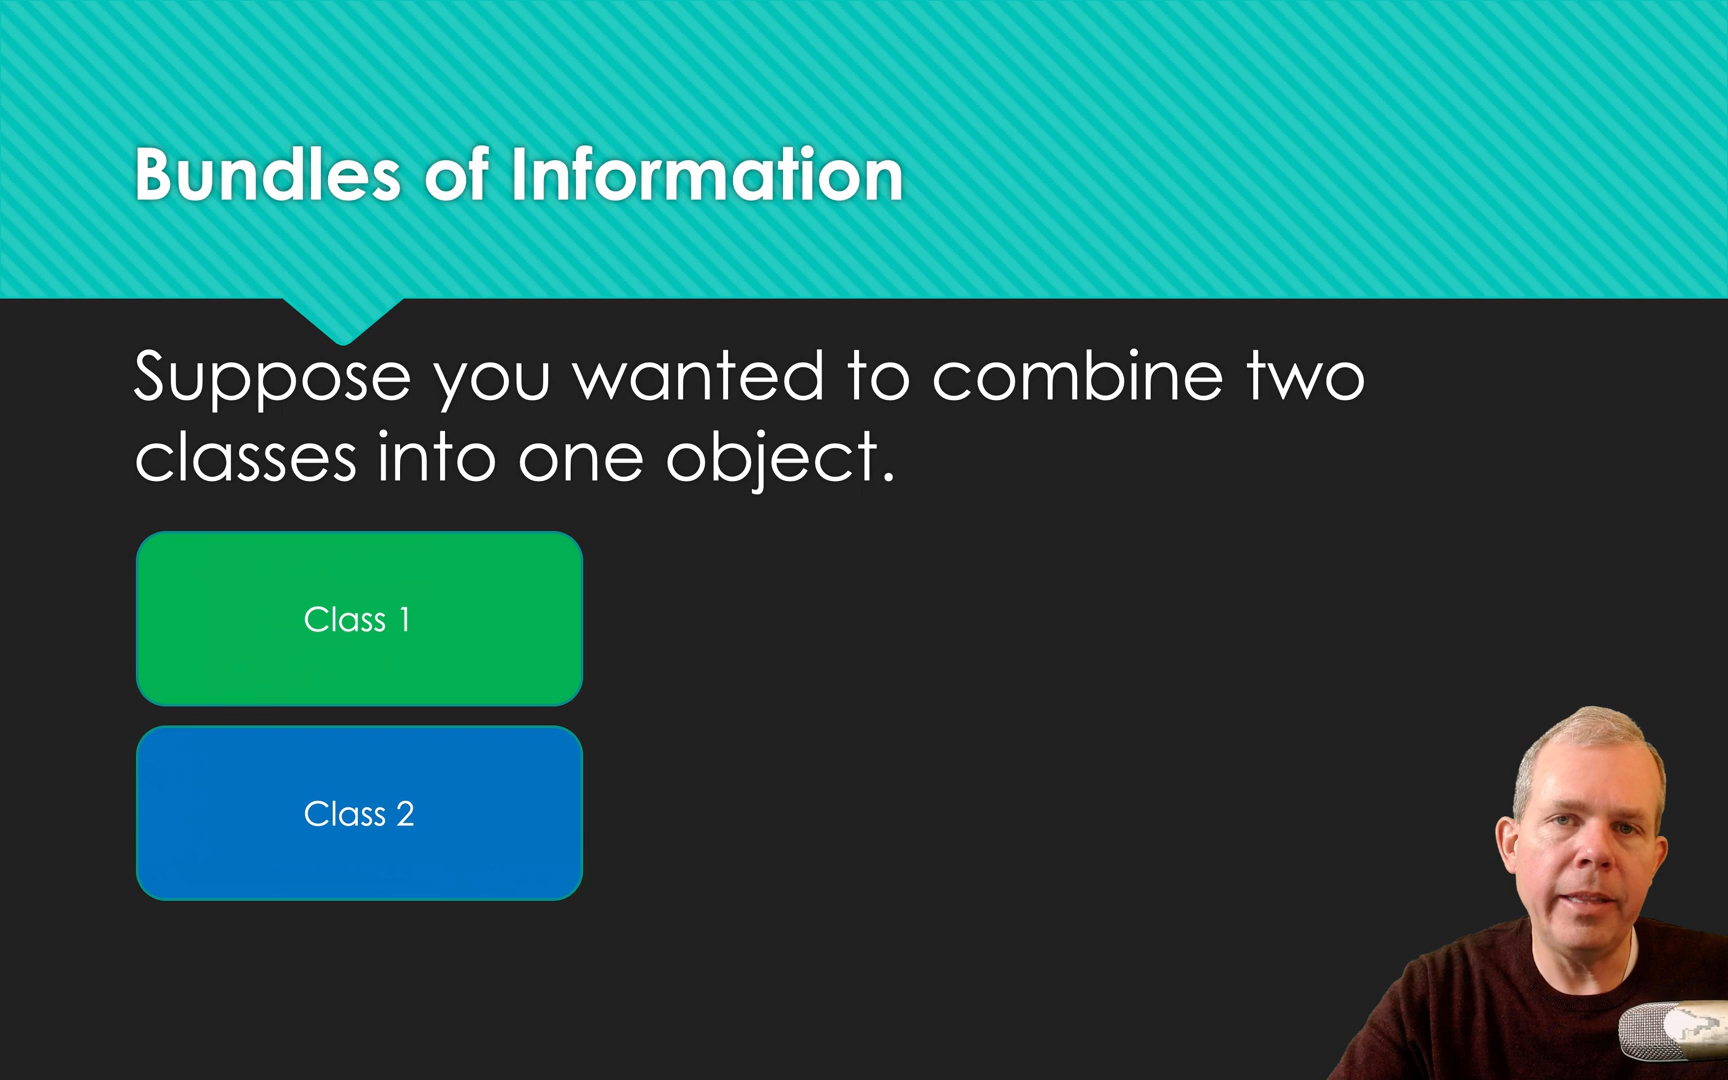 Bundles of Information
Suppose you wanted to combine two
classes into one object.
Class 1
Class 2